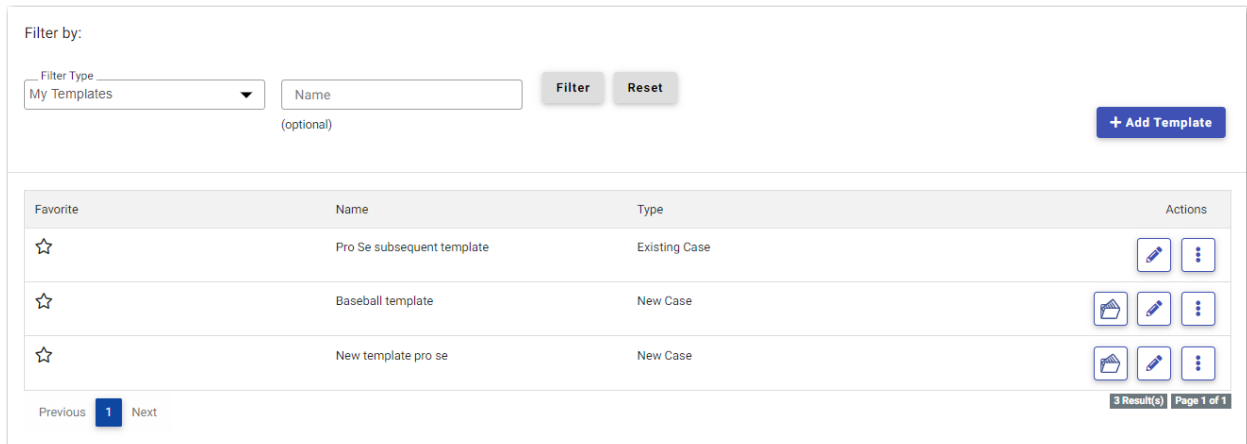 Filter by:
Filter Type
My Templates
Name
Filter
Reset
(optional)
+ Add Template
Favorite Name Type Actions
Pro Se subsequent template Existing Case
Baseball template New Case
New template pro se New Case
Previous 1 Next
3 Result(s) Page 1 of 1